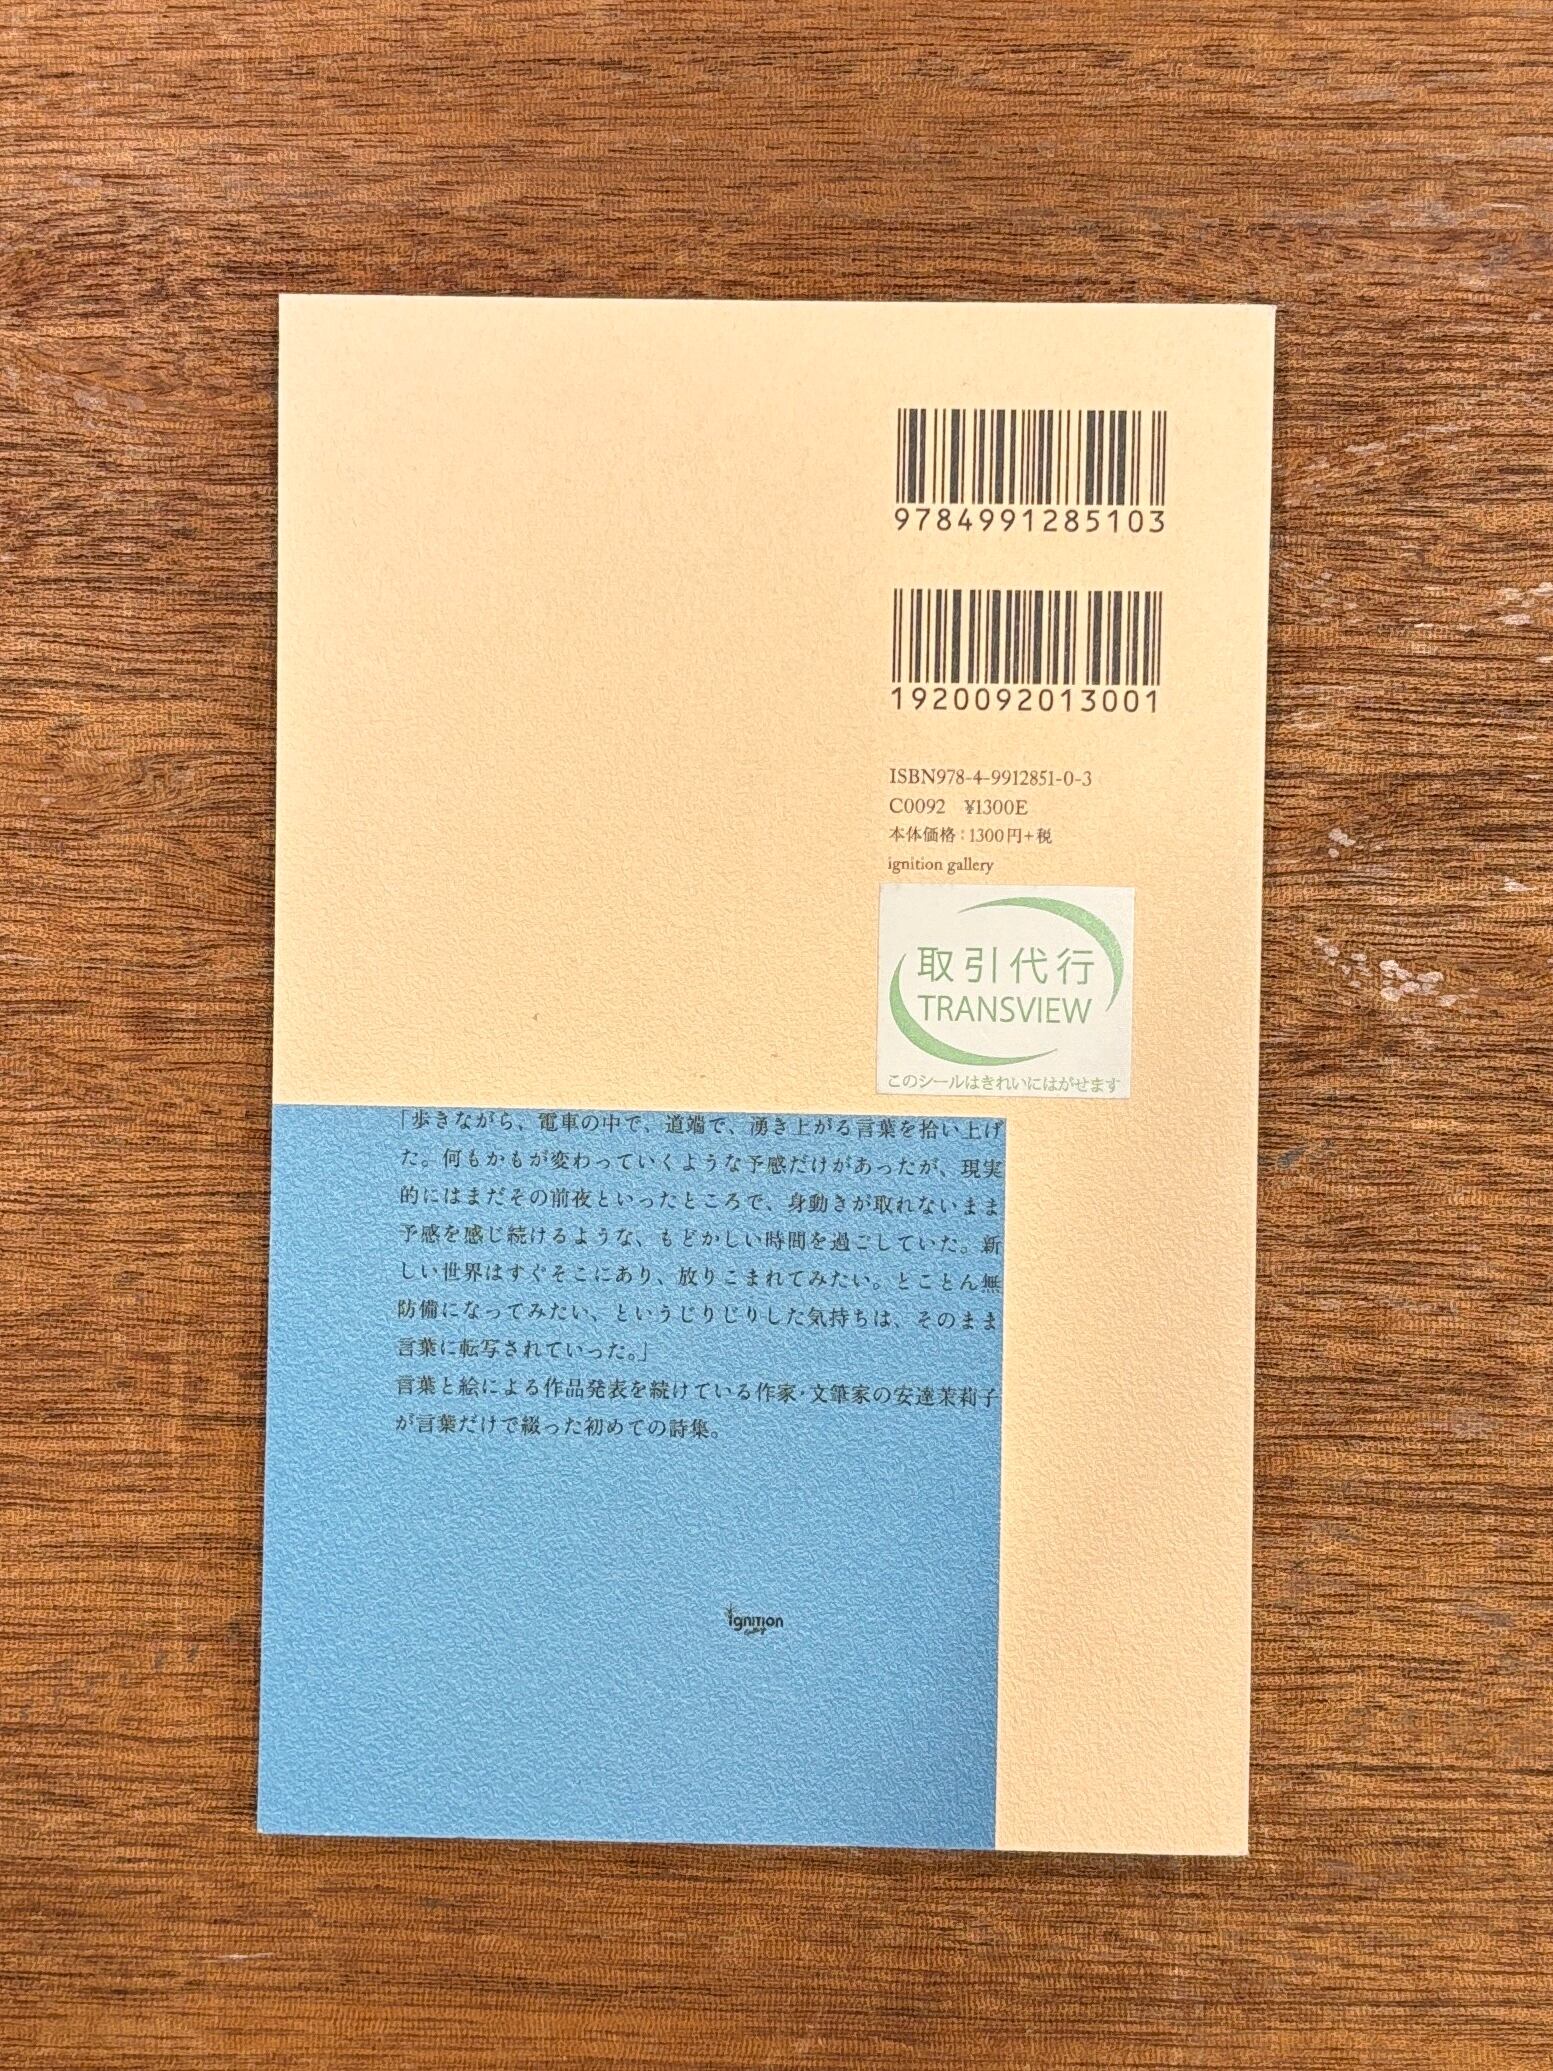 9784991285103
1920092013001
ISBN978-4-9912851-0-3
C0092 ¥1300E
本体価格：1300円+税
ignition gallery
取引代行
TRANSVIEW
このシールはきれいにはがせます
「歩きながら、電車の中で、道端で、湧き上がる言葉を拾い上げ
た。何もかもが変わっていくような予感だけがあったが、現実
的にはまだその前夜といったところで、身動きが取れないまま
予感を感じ続けるような、もどかしい時間を過ごしていた。新
しい世界はすぐそこにあり、放りこまれてみたい。とことん無
防備になってみたい、というじりじりした気持ちは、そのまま
言葉に転写されていった。」
言葉と絵による作品発表を続けている作家・文筆家の安達茉莉子
が言葉だけで綴った初めての詩集。
ignition
gallery